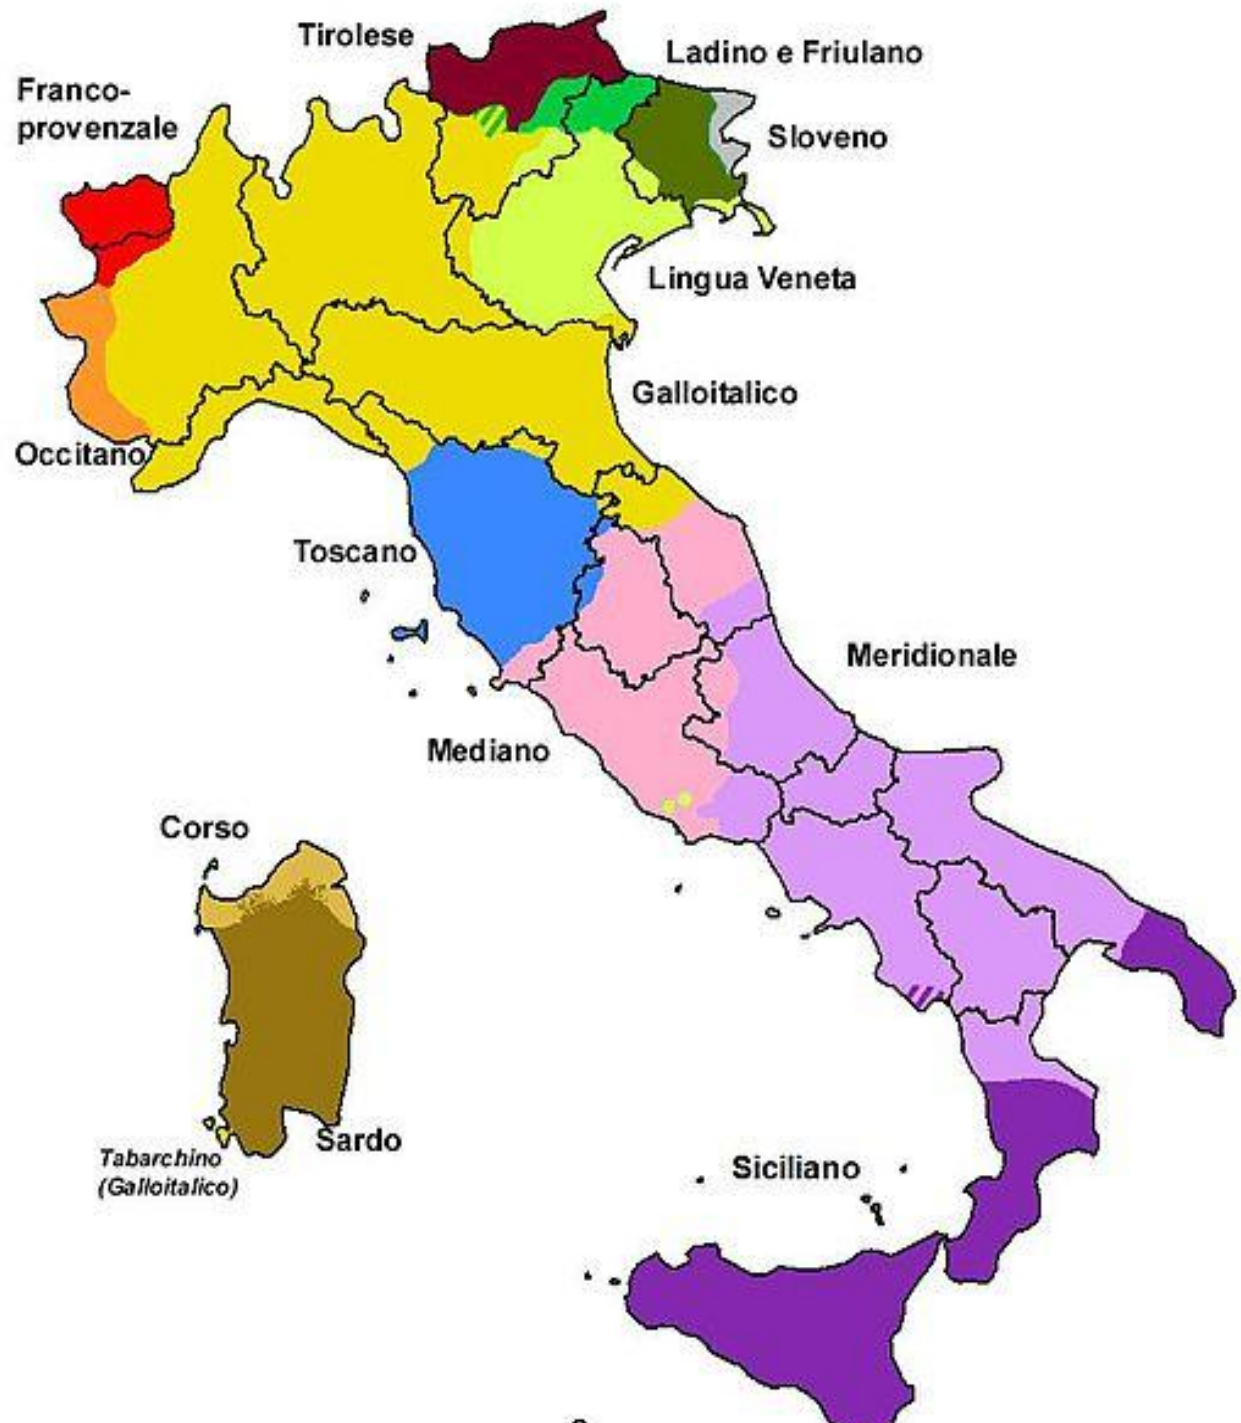 Tirolese
Ladino e Friulano
Franco-
provenzale
Sloveno
Lingua Veneta
Galloitalico
Occitano
Toscano
Meridionale
Mediano
Corso
Sardo
Tabarchino
(Galloitalico)
Siciliano